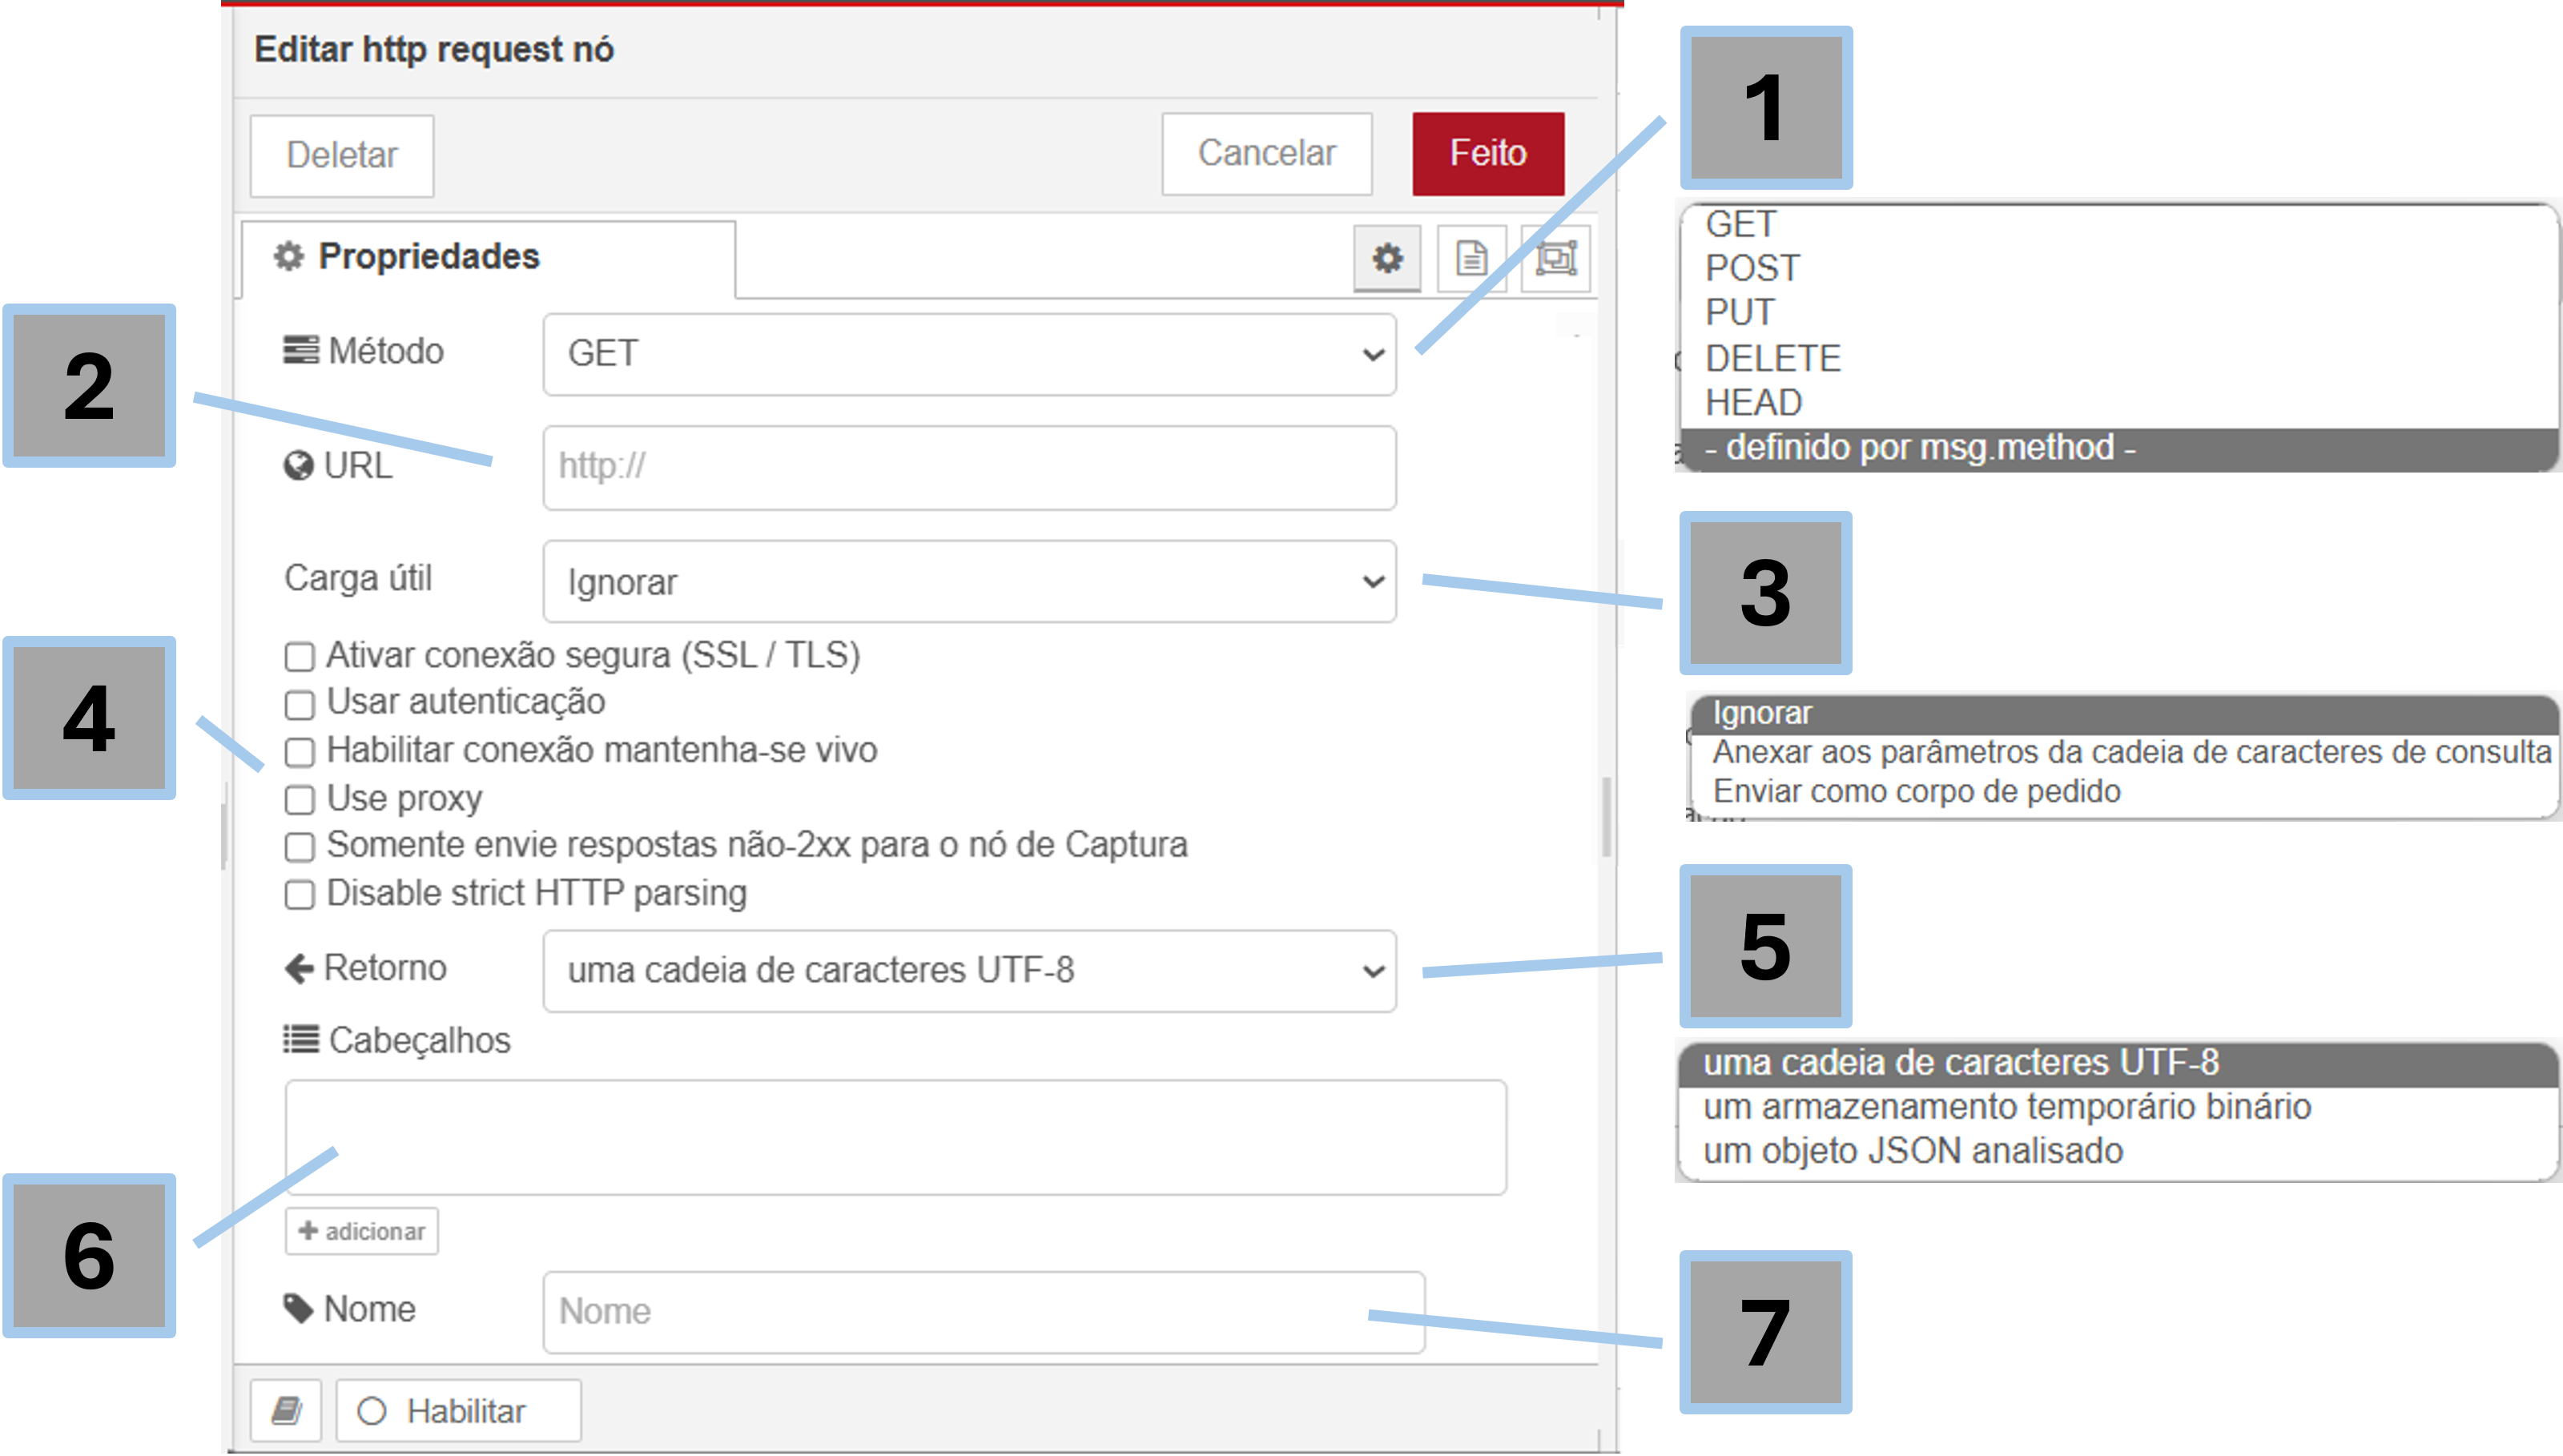 Editar http request nó
Deletar
Cancelar
Feito
1
Propriedades
GET
POST
PUT
DELETE
HEAD
- definido por msg.method -
2
Método
GET
URL
http://
Carga útil
Ignorar
3
Ignorar
Anexar aos parâmetros da cadeia de caracteres de consulta
Enviar como corpo de pedido
4
Ativar conexão segura (SSL / TLS)
Usar autenticação
Habilitar conexão mantenha-se vivo
Use proxy
Somente envie respostas não-2xx para o nó de Captura
Disable strict HTTP parsing
5
Retorno
uma cadeia de caracteres UTF-8
uma cadeia de caracteres UTF-8
um armazenamento temporário binário
um objeto JSON analisado
Cabeçalhos
6
+ adicionar
7
Nome
Nome
Habilitar